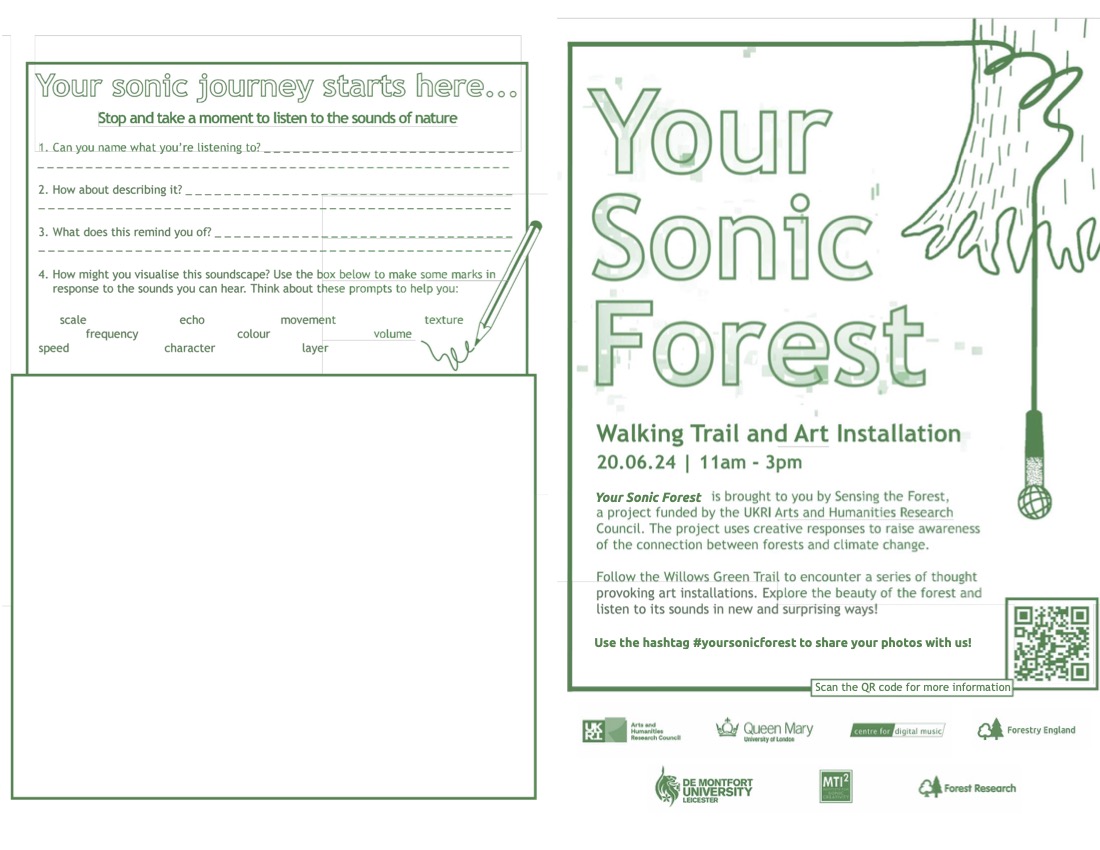 Your sonic journey starts here...
Stop and take a moment to listen to the sounds of nature
1. Can you name what you're listening to?
2. How about describing it?
3. What does this remind you of?
4. How might you visualise this soundscape? Use the box below to make some marks in
response to the sounds you can hear. Think about these prompts to help you:
scale echo movement texture
frequency colour volume
speed character layer
Your
Sonic
Forest
Walking Trail and Art Installation
20.06.24 | 11am - 3pm
Your Sonic Forest is brought to you by Sensing the Forest,
a project funded by the UKRI Arts and Humanities Research
Council. The project uses creative responses to raise awareness
of the connection between forests and climate change.
Follow the Willows Green Trail to encounter a series of thought
provoking art installations. Explore the beauty of the forest and
listen to its sounds in new and surprising ways!
Use the hashtag #yoursonicforest to share your photos with us!
Scan the QR code for more information
UK
RI
Arts and
Humanities
Research Council
Queen Mary
University of London
centre for digital music
Forestry England
DE MONTFORT
UNIVERSITY
LEICESTER
MTI2
Forest Research